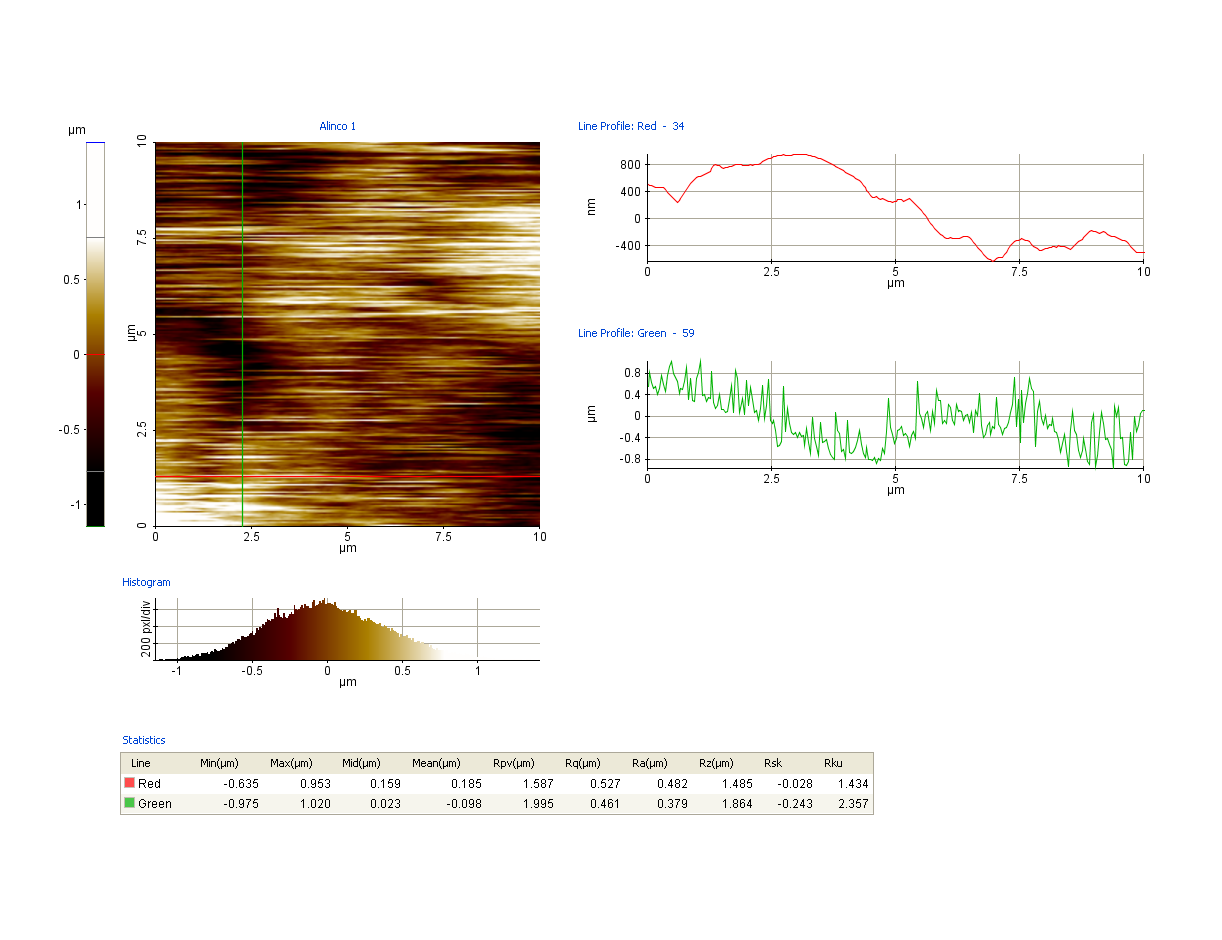 Alinco 1
µm
1
0.5
0
-0.5
-1
10
7.5
5
2.5
0
µm
0 2.5 5 7.5 10
µm
Line Profile: Red - 34
800
400
0
-400
nm
0 2.5 5 7.5 10
µm
Line Profile: Green - 59
0.8
0.4
0
-0.4
-0.8
µm
0 2.5 5 7.5 10
µm
Histogram
200 pxl/div
-1 -0.5 0 0.5 1
µm
Statistics
Line Min(µm) Max(µm) Mid(µm) Mean(µm) Rpv(µm) Rq(µm) Ra(µm) Rz(µm) Rsk Rku
Red -0.635 0.953 0.159 0.185 1.587 0.527 0.482 1.485 -0.028 1.434
Green -0.975 1.020 0.023 -0.098 1.995 0.461 0.379 1.864 -0.243 2.357